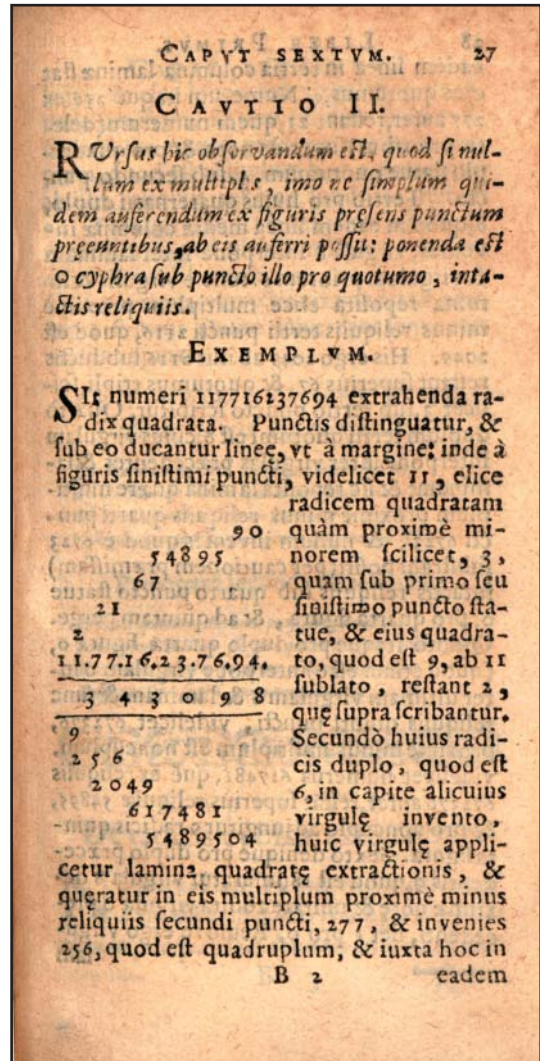 CAPVT SEXTVM. 27
CAVTIO II.
RVrſus hic obſervandum eſt, quod ſi nul-
lum ex multiplis, imo ne ſimplum qui-
dem auferendum ex figuris pręſens punctum
pręeuntibus, ab eis auferri poſſit: ponenda eſt
o cyphra ſub puncto illo pro quotumo, inta-
ctis reliquiis.
EXEMPLVM.
SIt numeri 117716237694 extrahenda ra-
dix quadrata. Punctis diſtinguatur, &
ſub eo ducantur lineę, vt à margine: inde à
figuris ſiniſtimi puncti, videlicet 11, elice
90
54895
67
21
2
11.77.16.23.76.94.
3 4 3 0 9 8
9
256
2049
617481
5489504
radicem quadratam
quàm proximè mi-
norem ſcilicet, 3,
quam ſub primo ſeu
ſiniſtimo puncto ſta-
tue, & eius quadra-
to, quod eſt 9, ab 11
ſublato, reſtant 2,
quę ſupra ſcribantur.
Secundò huius radi-
cis duplo, quod eſt
6, in capite alicuius
virgulę invento,
huic virgulę appli-
cetur lamina quadratę extractionis, &
quęratur in eis multiplum proximè minus
reliquiis ſecundi puncti, 277, & invenies
256, quod eſt quadruplum, & iuxta hoc in
B 2 eadem